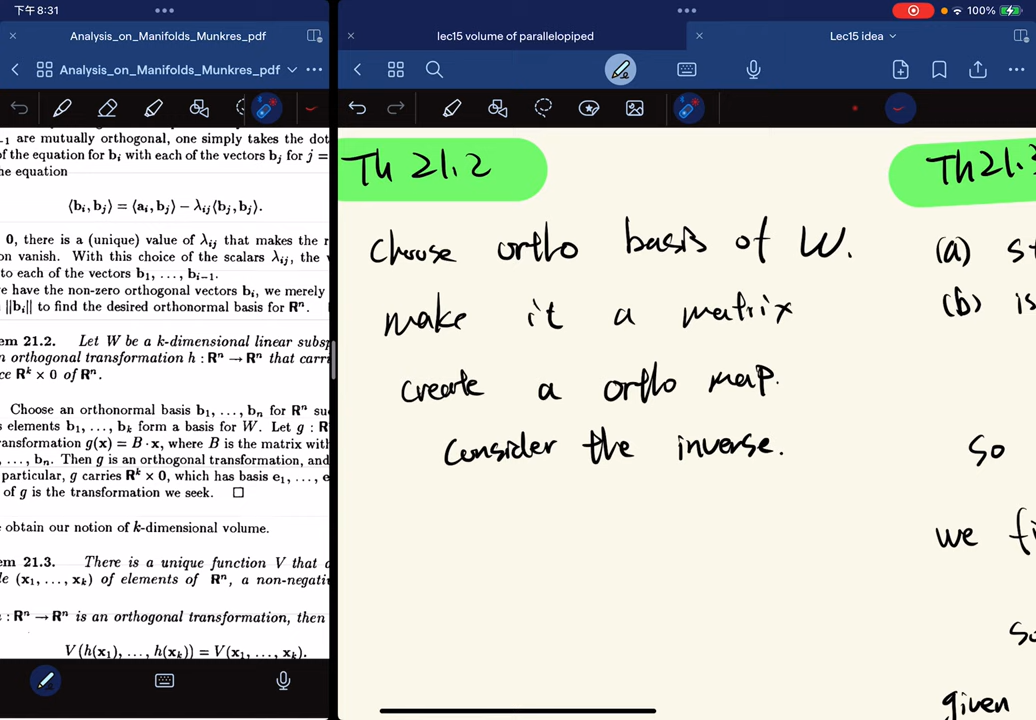 下午 8:31
100%
Analysis_on_Manifolds_Munkres_pdf
lec15 volume of parallelopiped
Lec15 idea
Analysis_on_Manifolds_Munkres_pdf
−1 are mutually orthogonal, one simply takes the dot
of the equation for bᵢ with each of the vectors bⱼ for j =
he equation
⟨bᵢ, bⱼ⟩ = ⟨aᵢ, bⱼ⟩ − λᵢⱼ⟨bⱼ, bⱼ⟩.
0, there is a (unique) value of λᵢⱼ that makes the r
on vanish. With this choice of the scalars λᵢⱼ, the
to each of the vectors b₁, . . . , bᵢ₋₁.
ve have the non-zero orthogonal vectors bᵢ, we merely
‖bᵢ‖ to find the desired orthonormal basis for Rⁿ.
em 21.2. Let W be a k-dimensional linear subsp
n orthogonal transformation h : Rⁿ → Rⁿ that carri
ce Rᵏ × 0 of Rⁿ.
Choose an orthonormal basis b₁, . . . , bₙ for Rⁿ su
s elements b₁, . . . , bₖ form a basis for W. Let g : R
ransformation g(x) = B · x, where B is the matrix with
, . . . , bₙ. Then g is an orthogonal transformation, and
particular, g carries Rᵏ × 0, which has basis e₁, . . . , e
of g is the transformation we seek. □
e obtain our notion of k-dimensional volume.
em 21.3. There is a unique function V that a
le (x₁, . . . , xₖ) of elements of Rⁿ, a non-negati
: Rⁿ → Rⁿ is an orthogonal transformation, then
V(h(x₁), . . . , h(xₖ)) = V(x₁, . . . , xₖ).
Th 21.2
choose ortho basis of W.
make it a matrix
create a ortho map.
consider the inverse.
Th 21.3
(a) s
(b) is
so
we fi
so
given